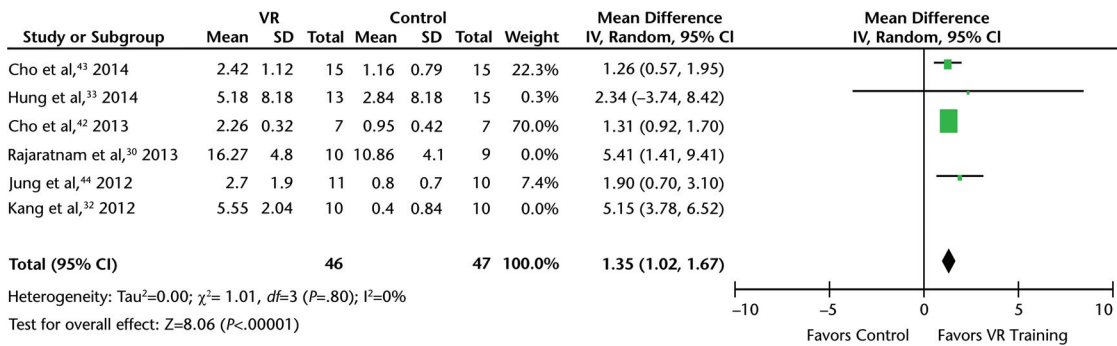 VR Control Mean Difference Mean Difference
Study or Subgroup Mean SD Total Mean SD Total Weight IV, Random, 95% CI IV, Random, 95% CI
Cho et al,⁴³ 2014 2.42 1.12 15 1.16 0.79 15 22.3% 1.26 (0.57, 1.95)
Hung et al,³³ 2014 5.18 8.18 13 2.84 8.18 15 0.3% 2.34 (–3.74, 8.42)
Cho et al,⁴² 2013 2.26 0.32 7 0.95 0.42 7 70.0% 1.31 (0.92, 1.70)
Rajaratnam et al,³⁰ 2013 16.27 4.8 10 10.86 4.1 9 0.0% 5.41 (1.41, 9.41)
Jung et al,⁴⁴ 2012 2.7 1.9 11 0.8 0.7 10 7.4% 1.90 (0.70, 3.10)
Kang et al,³² 2012 5.55 2.04 10 0.4 0.84 10 0.0% 5.15 (3.78, 6.52)
Total (95% CI) 46 47 100.0% 1.35 (1.02, 1.67)
Heterogeneity: Tau²=0.00; χ²= 1.01, df=3 (P=.80); I²=0%
Test for overall effect: Z=8.06 (P<.00001)
–10 –5 0 5 10
Favors Control Favors VR Training